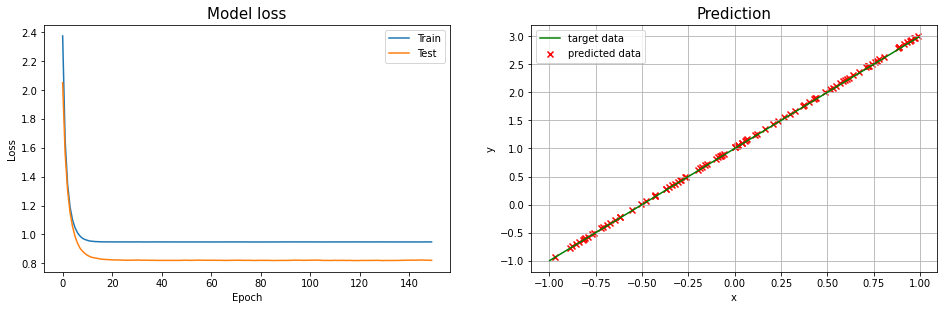 Model loss
Train
Test
2.4
2.2
2.0
1.8
1.6
1.4
1.2
1.0
0.8
Loss
0 20 40 60 80 100 120 140
Epoch
Prediction
target data
predicted data
3.0
2.5
2.0
1.5
1.0
0.5
0.0
−0.5
−1.0
y
−1.00 −0.75 −0.50 −0.25 0.00 0.25 0.50 0.75 1.00
x